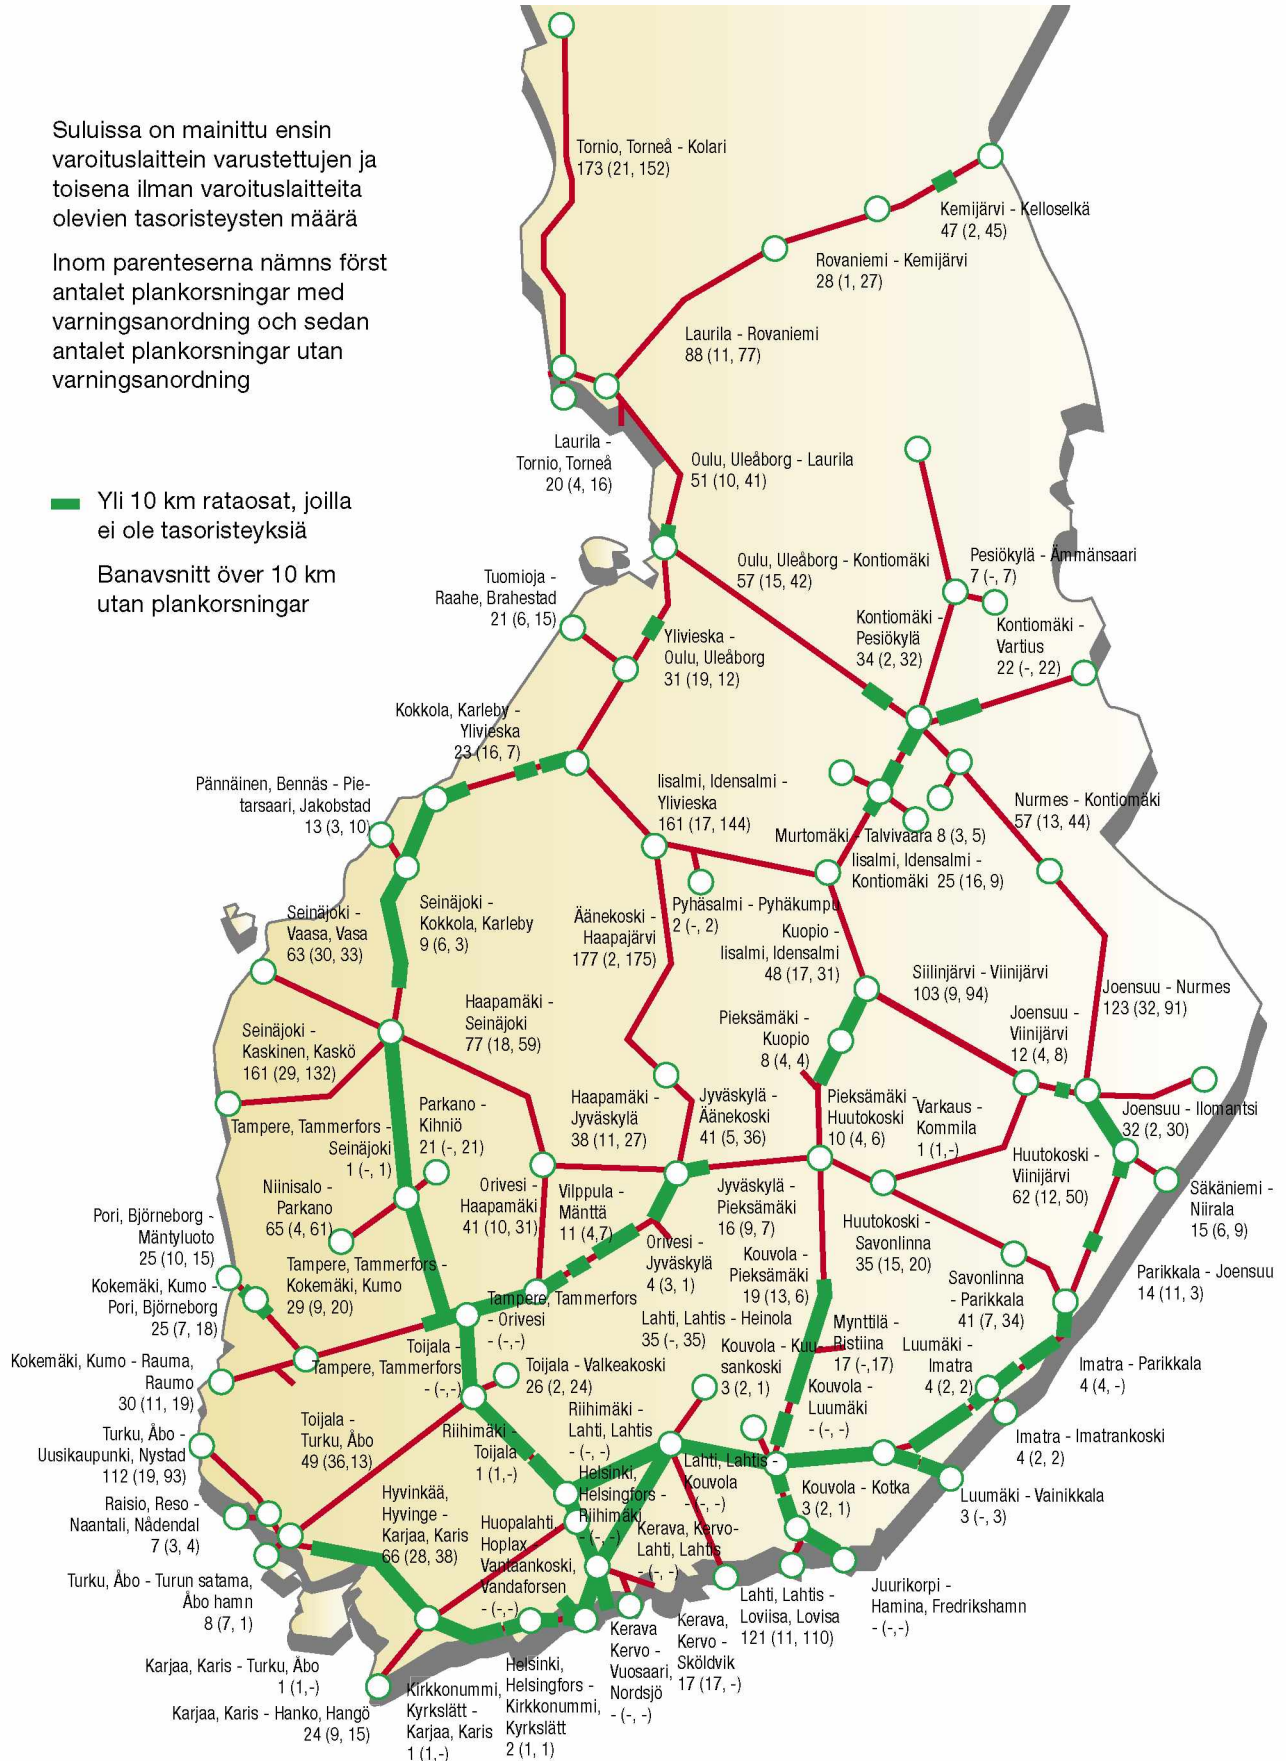 Suluissa on mainittu ensin
varoituslaittein varustettujen ja
toisena ilman varoituslaitteita
olevien tasoristeysten määrä
Inom parenteserna nämns först
antalet plankorsningar med
varningsanordning och sedan
antalet plankorsningar utan
varningsanordning
Yli 10 km rataosat, joilla
ei ole tasoristeyksiä
Banavsnitt över 10 km
utan plankorsningar
Tornio, Torneå - Kolari
173 (21, 152)
Kemijärvi - Kelloselkä
47 (2, 45)
Rovaniemi - Kemijärvi
28 (1, 27)
Laurila - Rovaniemi
88 (11, 77)
Laurila -
Tornio, Torneå
20 (4, 16)
Oulu, Uleåborg - Laurila
51 (10, 41)
Oulu, Uleåborg - Kontiomäki
57 (15, 42)
Pesiökylä - Ämmänsaari
7 (-, 7)
Tuomioja -
Raahe, Brahestad
21 (6, 15)
Ylivieska -
Oulu, Uleåborg
31 (19, 12)
Kontiomäki -
Pesiökylä
34 (2, 32)
Kontiomäki -
Vartius
22 (-, 22)
Kokkola, Karleby -
Ylivieska
23 (16, 7)
Pännäinen, Bennäs - Pie-
tarsaari, Jakobstad
13 (3, 10)
Iisalmi, Idensalmi -
Ylivieska
161 (17, 144)
Nurmes - Kontiomäki
57 (13, 44)
Murtomäki - Talvivaara 8 (3, 5)
Iisalmi, Idensalmi -
Kontiomäki 25 (16, 9)
Seinäjoki -
Vaasa, Vasa
63 (30, 33)
Seinäjoki -
Kokkola, Karleby
9 (6, 3)
Äänekoski -
Haapajärvi
177 (2, 175)
Pyhäsalmi - Pyhäkumpu
2 (-, 2)
Kuopio -
Iisalmi, Idensalmi
48 (17, 31)
Siilinjärvi - Viinijärvi
103 (9, 94)
Joensuu - Nurmes
123 (32, 91)
Seinäjoki -
Kaskinen, Kaskö
161 (29, 132)
Haapamäki -
Seinäjoki
77 (18, 59)
Pieksämäki -
Kuopio
8 (4, 4)
Joensuu -
Viinijärvi
12 (4, 8)
Tampere, Tammerfors -
Seinäjoki
1 (-, 1)
Parkano -
Kihniö
21 (-, 21)
Haapamäki -
Jyväskylä
38 (11, 27)
Jyväskylä -
Äänekoski
41 (5, 36)
Pieksämäki -
Huutokoski
10 (4, 6)
Varkaus -
Kommila
1 (1,-)
Joensuu - Ilomantsi
32 (2, 30)
Niinisalo -
Parkano
65 (4, 61)
Orivesi -
Haapamäki
41 (10, 31)
Vilppula -
Mänttä
11 (4,7)
Jyväskylä -
Pieksämäki
16 (9, 7)
Huutokoski -
Viinijärvi
62 (12, 50)
Säkäniemi -
Niirala
15 (6, 9)
Pori, Björneborg -
Mäntyluoto
25 (10, 15)
Huutokoski -
Savonlinna
35 (15, 20)
Kokemäki, Kumo -
Pori, Björneborg
25 (7, 18)
Tampere, Tammerfors -
Kokemäki, Kumo
29 (9, 20)
Orivesi -
Jyväskylä
4 (3, 1)
Kouvola -
Pieksämäki
19 (13, 6)
Savonlinna
- Parikkala
41 (7, 34)
Parikkala - Joensuu
14 (11, 3)
Tampere, Tammerfors
- Orivesi
- (-,-)
Lahti, Lahtis - Heinola
35 (-, 35)
Mynttilä -
Ristiina
17 (-,17)
Luumäki -
Imatra
4 (2, 2)
Imatra - Parikkala
4 (4, -)
Kokemäki, Kumo - Rauma,
Raumo
30 (11, 19)
Toijala -
Tampere, Tammerfors
- (-,-)
Toijala - Valkeakoski
26 (2, 24)
Kouvola - Kuu-
sankoski
3 (2, 1)
Kouvola -
Luumäki
- (-, -)
Turku, Åbo -
Uusikaupunki, Nystad
112 (19, 93)
Toijala -
Turku, Åbo
49 (36,13)
Riihimäki -
Toijala
1 (1,-)
Riihimäki -
Lahti, Lahtis
- (-, -)
Imatra - Imatrankoski
4 (2, 2)
Lahti, Lahtis -
Kouvola
- (-, -)
Kouvola - Kotka
3 (2, 1)
Luumäki - Vainikkala
3 (-, 3)
Raisio, Reso -
Naantali, Nådendal
7 (3, 4)
Hyvinkää,
Hyvinge -
Karjaa, Karis
66 (28, 38)
Helsinki,
Helsingfors -
Riihimäki
- (-, -)
Huopalahti,
Hoplax -
Vantaankoski,
Vandaforsen
- (-,-)
Kerava, Kervo-
Lahti, Lahtis
- (-, -)
Turku, Åbo - Turun satama,
Åbo hamn
8 (7, 1)
Juurikorpi -
Hamina, Fredrikshamn
- (-,-)
Lahti, Lahtis -
Loviisa, Lovisa
121 (11, 110)
Kerava
Kervo -
Vuosaari,
Nordsjö
- (-, -)
Kerava,
Kervo -
Sköldvik
17 (17, -)
Karjaa, Karis - Turku, Åbo
1 (1,-)
Karjaa, Karis - Hanko, Hangö
24 (9, 15)
Kirkkonummi,
Kyrkslätt -
Karjaa, Karis
1 (1,-)
Helsinki,
Helsingfors -
Kirkkonummi,
Kyrkslätt
2 (1, 1)